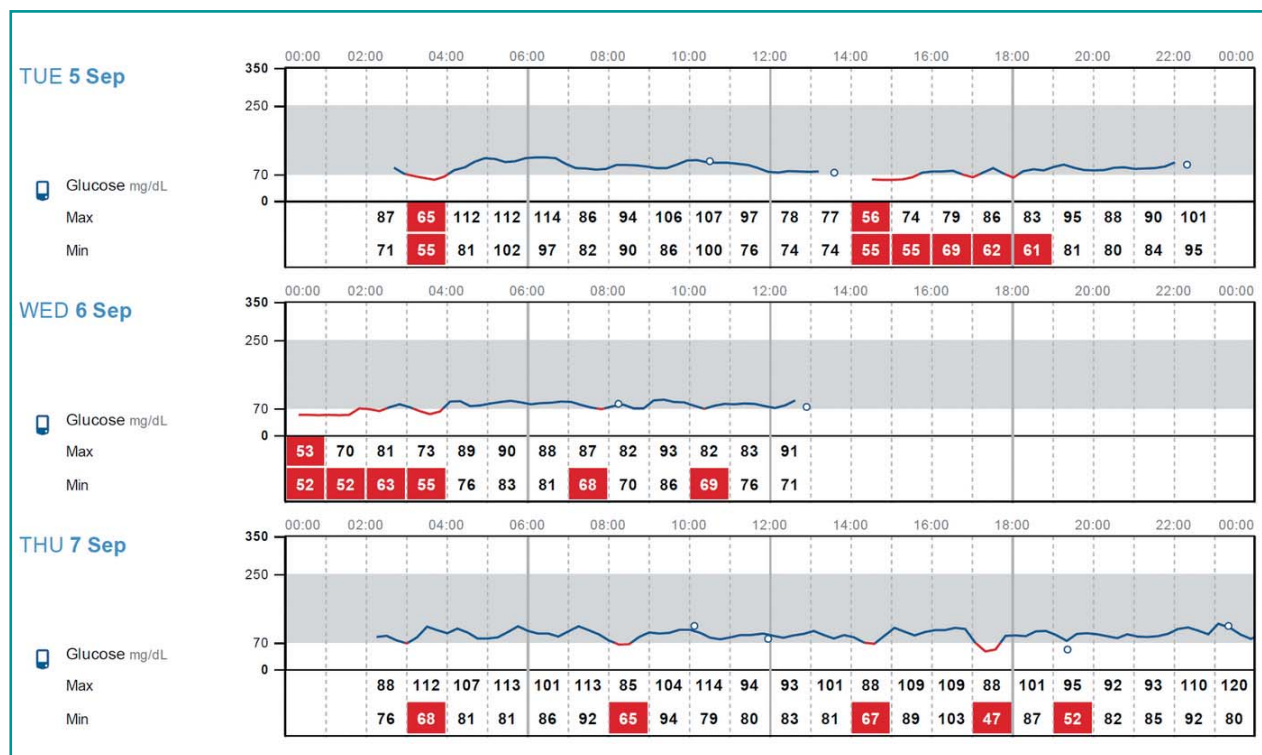 00:00 02:00 04:00 06:00 08:00 10:00 12:00 14:00 16:00 18:00 20:00 22:00 00:00
TUE 5 Sep
350
250
70
0
Glucose mg/dL
Max 87 65 112 112 114 86 94 106 107 97 78 77 56 74 79 86 83 95 88 90 101
Min 71 55 81 102 97 82 90 86 100 76 74 74 55 55 69 62 61 81 80 84 95
00:00 02:00 04:00 06:00 08:00 10:00 12:00 14:00 16:00 18:00 20:00 22:00 00:00
WED 6 Sep
350
250
70
0
Glucose mg/dL
Max 53 70 81 73 89 90 88 87 82 93 82 83 91
Min 52 52 63 55 76 83 81 68 70 86 69 76 71
00:00 02:00 04:00 06:00 08:00 10:00 12:00 14:00 16:00 18:00 20:00 22:00 00:00
THU 7 Sep
350
250
70
0
Glucose mg/dL
Max 88 112 107 113 101 113 85 104 114 94 93 101 88 109 109 88 101 95 92 93 110 120
Min 76 68 81 81 86 92 65 94 79 80 83 81 67 89 103 47 87 52 82 85 92 80